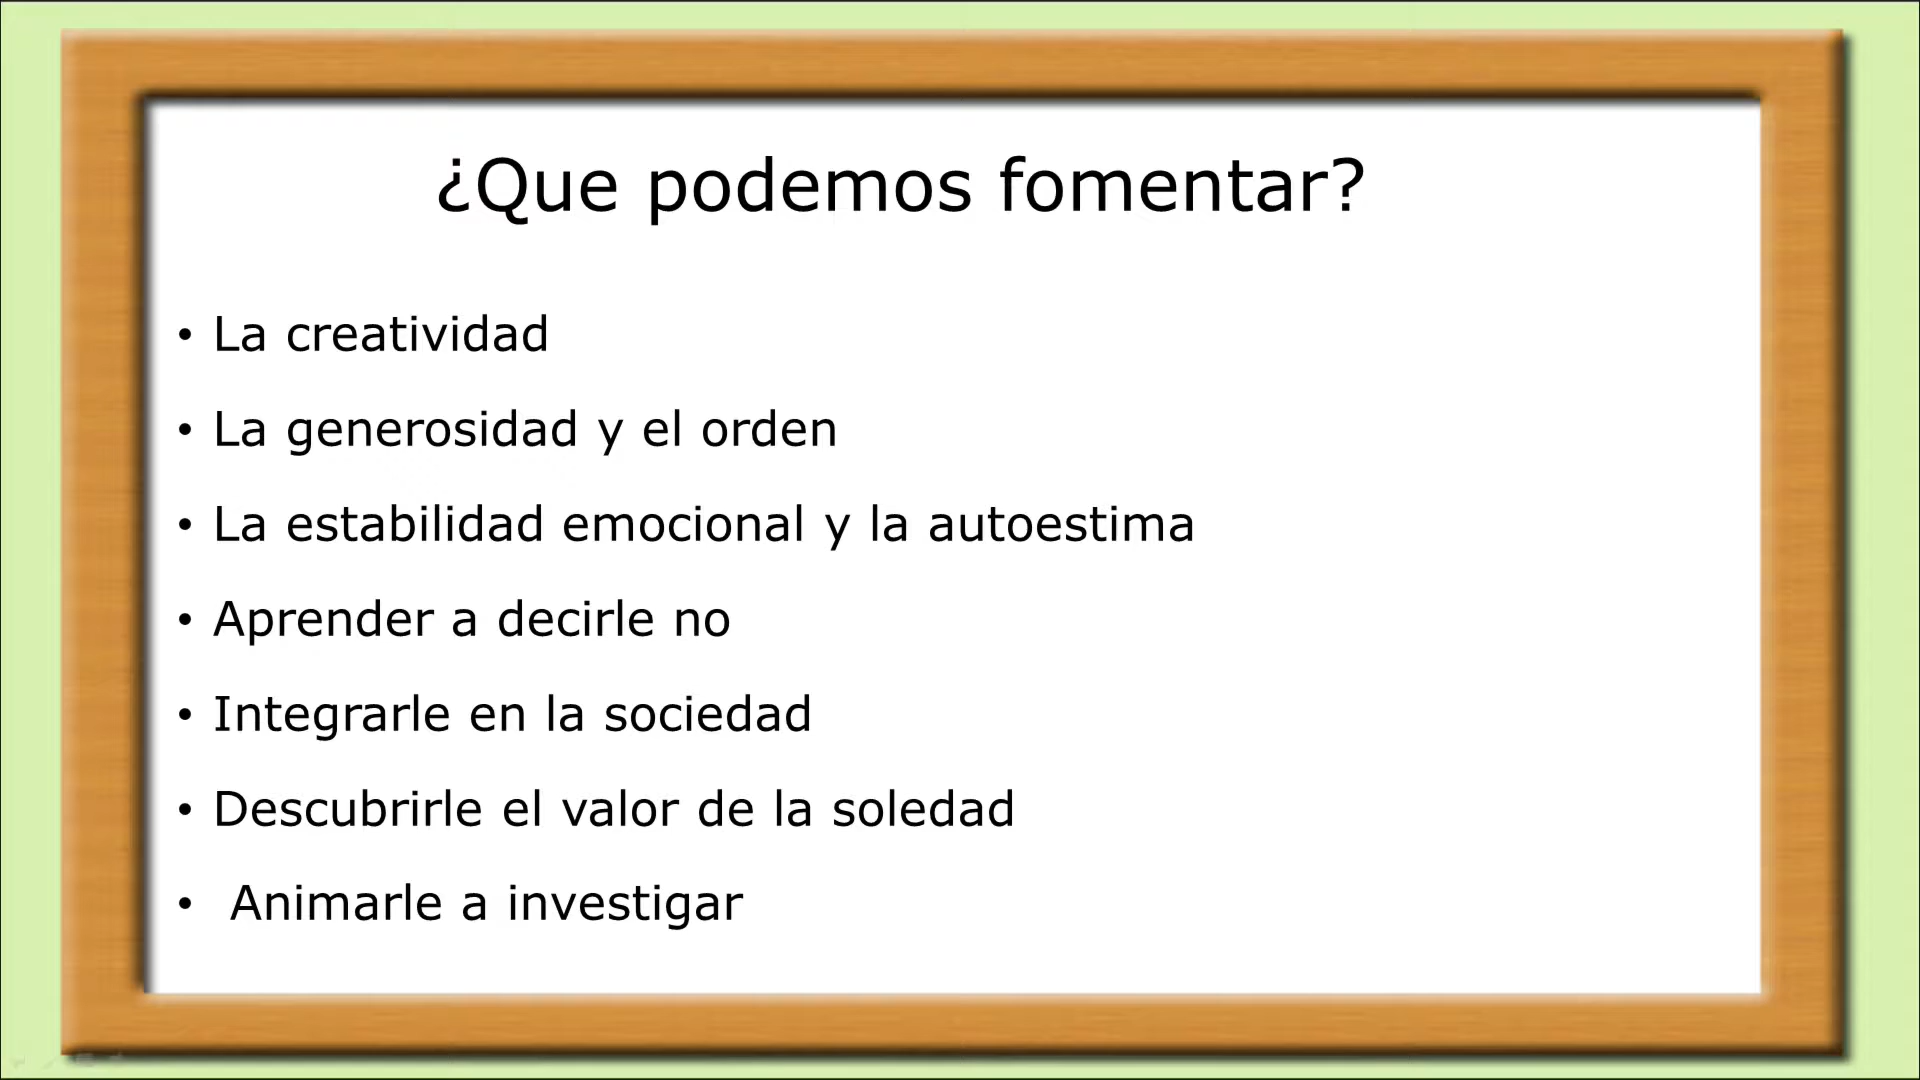 ¿Que podemos fomentar?
• La creatividad
• La generosidad y el orden
• La estabilidad emocional y la autoestima
• Aprender a decirle no
• Integrarle en la sociedad
• Descubrirle el valor de la soledad
• Animarle a investigar